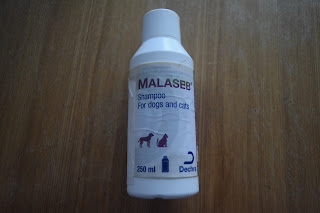 MALASEB®
Shampoo
For dogs and cats
250 ml
Dechra